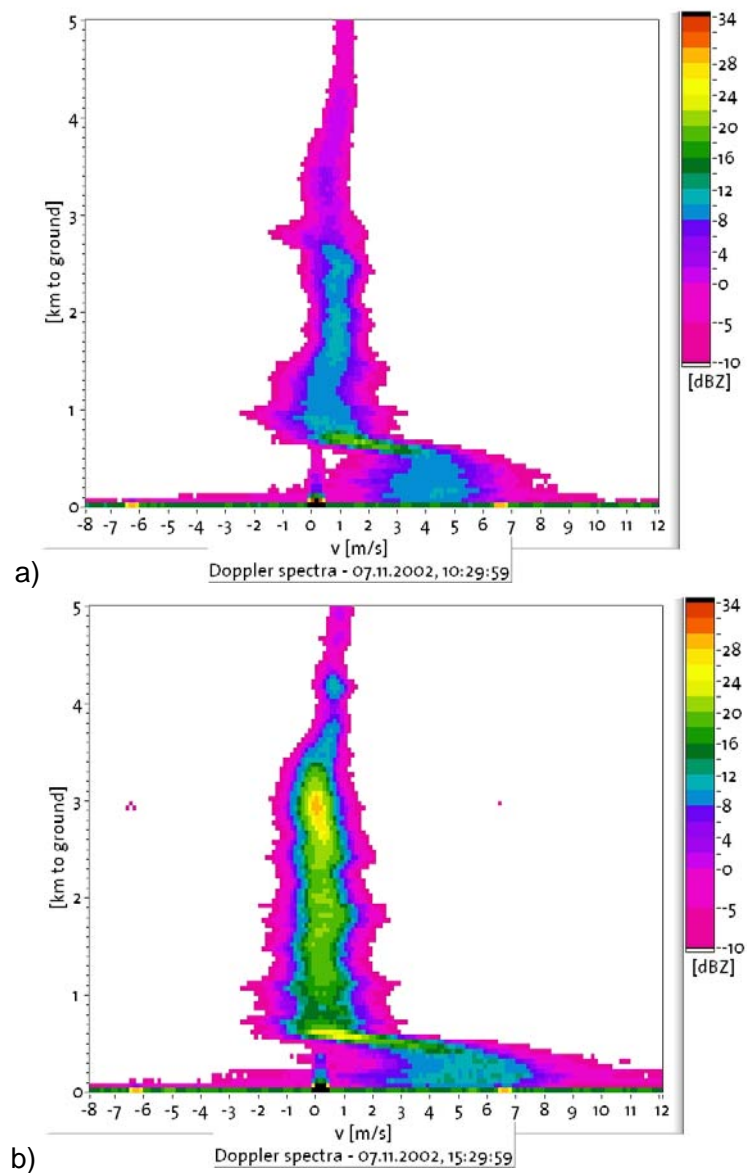 5
4
3
2
1
0
[km to ground]
-8 -7 -6 -5 -4 -3 -2 -1 0 1 2 3 4 5 6 7 8 9 10 11 12
v [m/s]
Doppler spectra - 07.11.2002, 10:29:59
34
28
24
20
16
12
8
0
-5
-10
[dBZ]
a)
5
4
3
2
1
0
[km to ground]
-8 -7 -6 -5 -4 -3 -2 -1 0 1 2 3 4 5 6 7 8 9 10 11 12
v [m/s]
Doppler spectra - 07.11.2002, 15:29:59
34
28
24
20
16
12
8
0
-5
-10
[dBZ]
b)